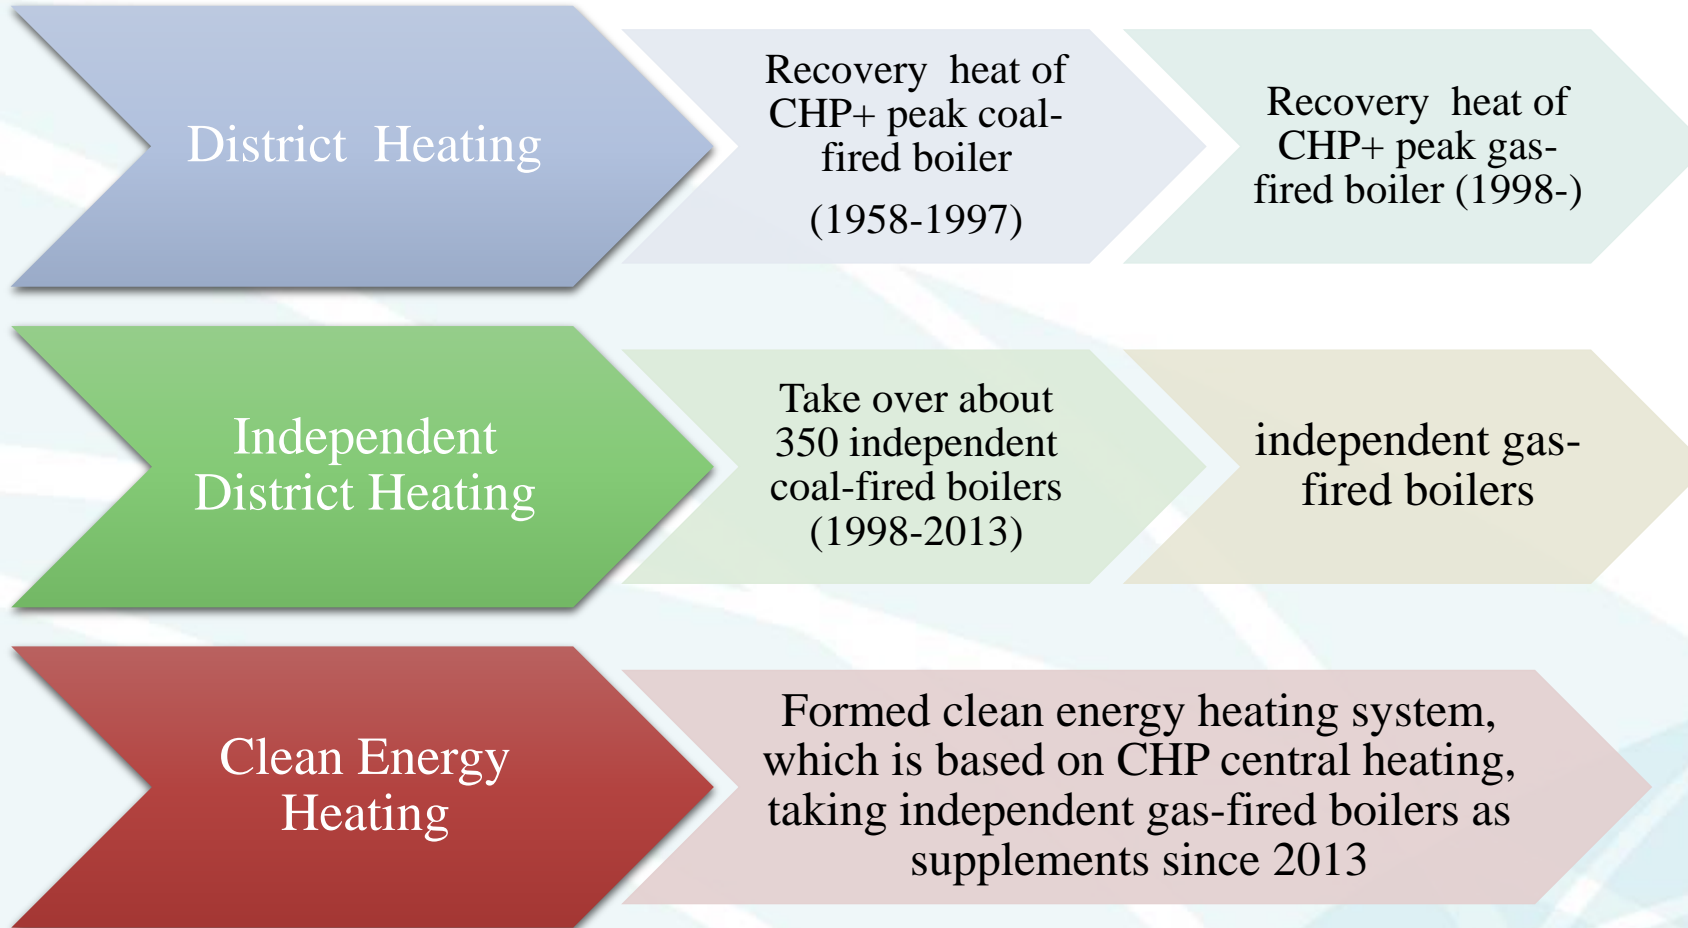 District  Heating
Recovery  heat of
CHP+ peak coal-
fired boiler
(1958-1997)
Recovery  heat of
CHP+ peak gas-
fired boiler (1998-)
Independent
District Heating
Take over about
350 independent
coal-fired boilers
(1998-2013)
independent gas-
fired boilers
Clean Energy
Heating
Formed clean energy heating system,
which is based on CHP central heating,
taking independent gas-fired boilers as
supplements since 2013